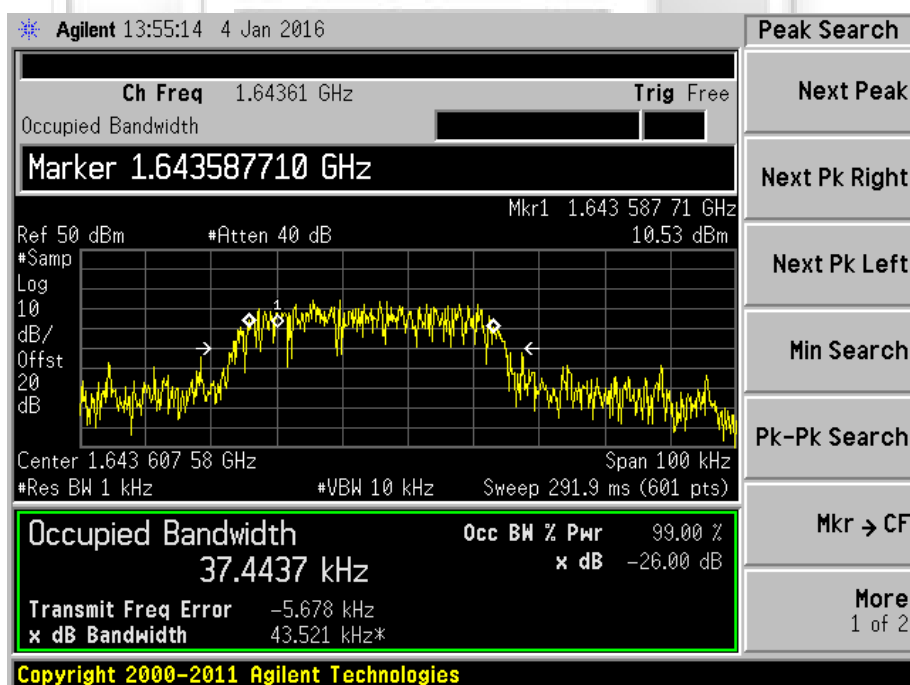 Agilent 13:55:14 4 Jan 2016
Peak Search
Ch Freq 1.64361 GHz Trig Free
Occupied Bandwidth
Marker 1.643587710 GHz
Mkr1 1.643 587 71 GHz
Ref 50 dBm #Atten 40 dB 10.53 dBm
#Samp
Log
10
dB/
Offst
20
dB
1
Center 1.643 607 58 GHz Span 100 kHz
#Res BW 1 kHz #VBW 10 kHz Sweep 291.9 ms (601 pts)
Occupied Bandwidth Occ BW % Pwr 99.00 %
37.4437 kHz x dB -26.00 dB
Transmit Freq Error -5.678 kHz
x dB Bandwidth 43.521 kHz*
Copyright 2000-2011 Agilent Technologies
Next Peak
Next Pk Right
Next Pk Left
Min Search
Pk-Pk Search
Mkr → CF
More
1 of 2